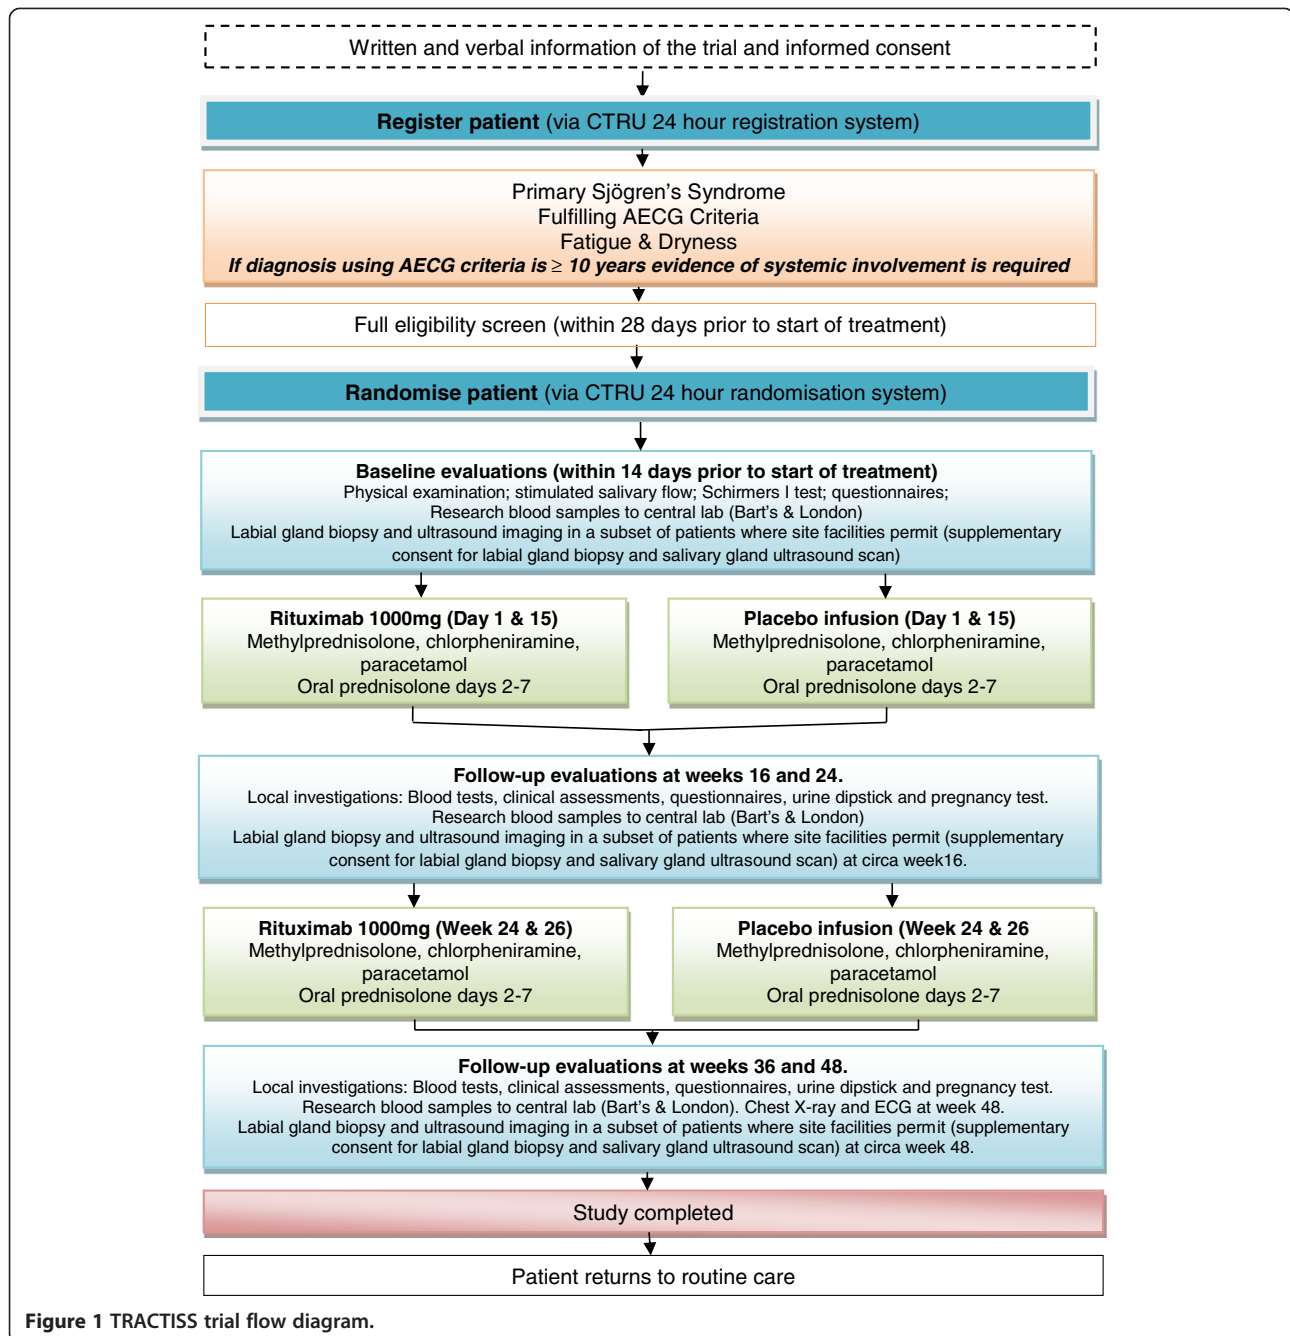 Written and verbal information of the trial and informed consent
Register patient (via CTRU 24 hour registration system)
Primary Sjögren's Syndrome
Fulfilling AECG Criteria
Fatigue & Dryness
If diagnosis using AECG criteria is ≥ 10 years evidence of systemic involvement is required
Full eligibility screen (within 28 days prior to start of treatment)
Randomise patient (via CTRU 24 hour randomisation system)
Baseline evaluations (within 14 days prior to start of treatment)
Physical examination; stimulated salivary flow; Schirmers I test; questionnaires;
Research blood samples to central lab (Bart's & London)
Labial gland biopsy and ultrasound imaging in a subset of patients where site facilities permit (supplementary
consent for labial gland biopsy and salivary gland ultrasound scan)
Rituximab 1000mg (Day 1 & 15)
Methylprednisolone, chlorpheniramine,
paracetamol
Oral prednisolone days 2-7
Placebo infusion (Day 1 & 15)
Methylprednisolone, chlorpheniramine,
paracetamol
Oral prednisolone days 2-7
Follow-up evaluations at weeks 16 and 24.
Local investigations: Blood tests, clinical assessments, questionnaires, urine dipstick and pregnancy test.
Research blood samples to central lab (Bart's & London)
Labial gland biopsy and ultrasound imaging in a subset of patients where site facilities permit (supplementary
consent for labial gland biopsy and salivary gland ultrasound scan) at circa week16.
Rituximab 1000mg (Week 24 & 26)
Methylprednisolone, chlorpheniramine,
paracetamol
Oral prednisolone days 2-7
Placebo infusion (Week 24 & 26
Methylprednisolone, chlorpheniramine,
paracetamol
Oral prednisolone days 2-7
Follow-up evaluations at weeks 36 and 48.
Local investigations: Blood tests, clinical assessments, questionnaires, urine dipstick and pregnancy test.
Research blood samples to central lab (Bart's & London). Chest X-ray and ECG at week 48.
Labial gland biopsy and ultrasound imaging in a subset of patients where site facilities permit (supplementary
consent for labial gland biopsy and salivary gland ultrasound scan) at circa week 48.
Study completed
Patient returns to routine care
Figure 1 TRACTISS trial flow diagram.